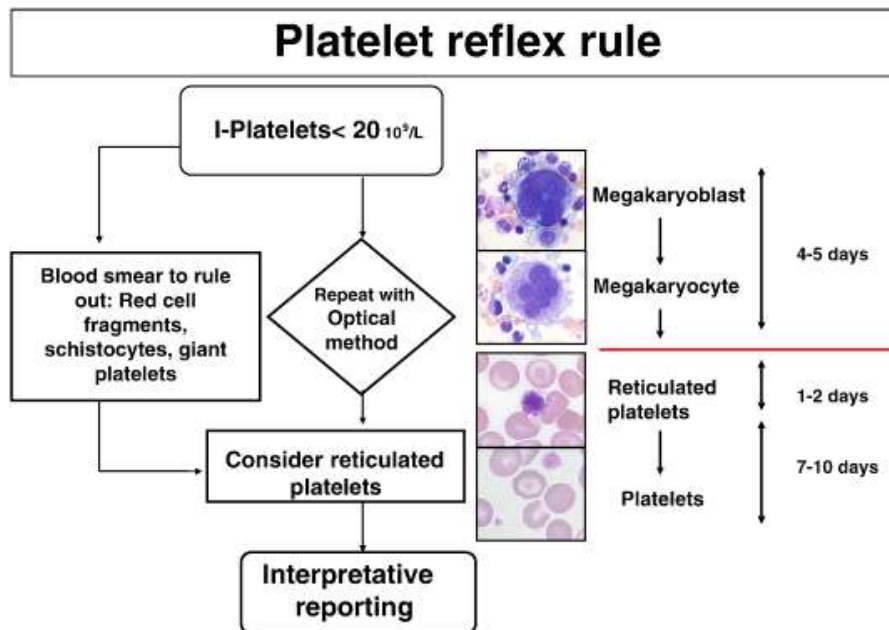 Platelet reflex rule
I-Platelets< 20 10⁹/L
Blood smear to rule
out: Red cell
fragments,
schistocytes, giant
platelets
Repeat with
Optical
method
Consider reticulated
platelets
Interpretative
reporting
Megakaryoblast
Megakaryocyte
4-5 days
Reticulated
platelets
1-2 days
7-10 days
Platelets